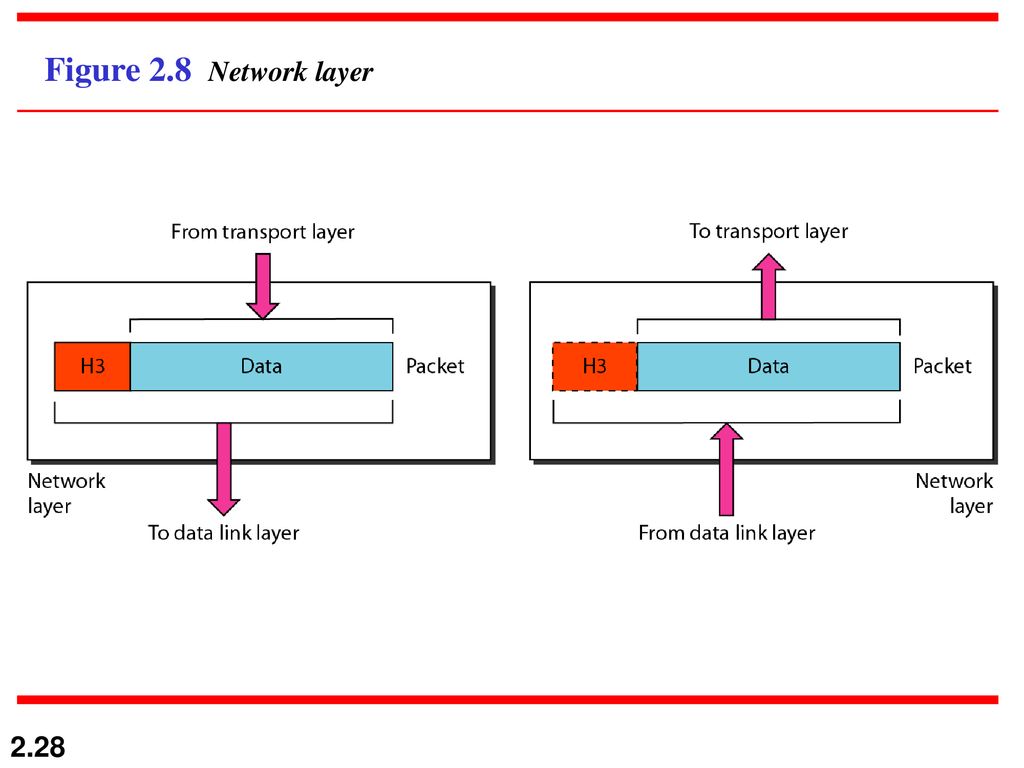 Figure 2.8 Network layer
From transport layer
H3 Data Packet
Network
layer
To data link layer
To transport layer
H3 Data Packet
Network
layer
From data link layer
2.28